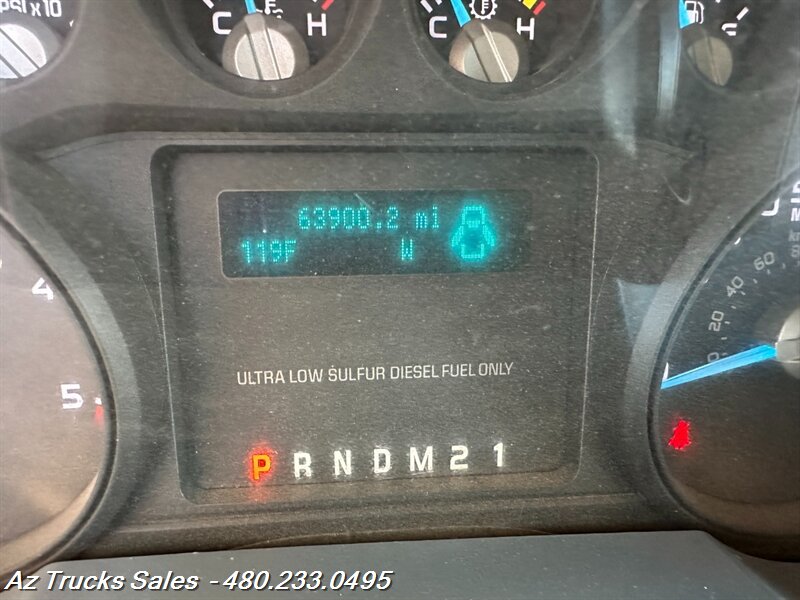 PSI x10
C H
C H
63900.2 mi
119F W
4
5
0
20
40
60
ULTRA LOW SULFUR DIESEL FUEL ONLY
P R N D M 2 1
Az Trucks Sales - 480.233.0495